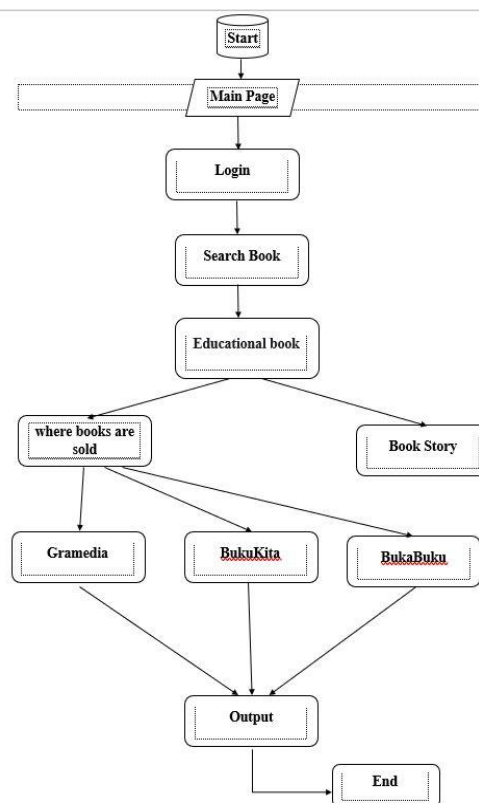 Start
Main Page
Login
Search Book
Educational book
where books are
sold
Book Story
Gramedia
BukuKita
BukaBuku
Output
End